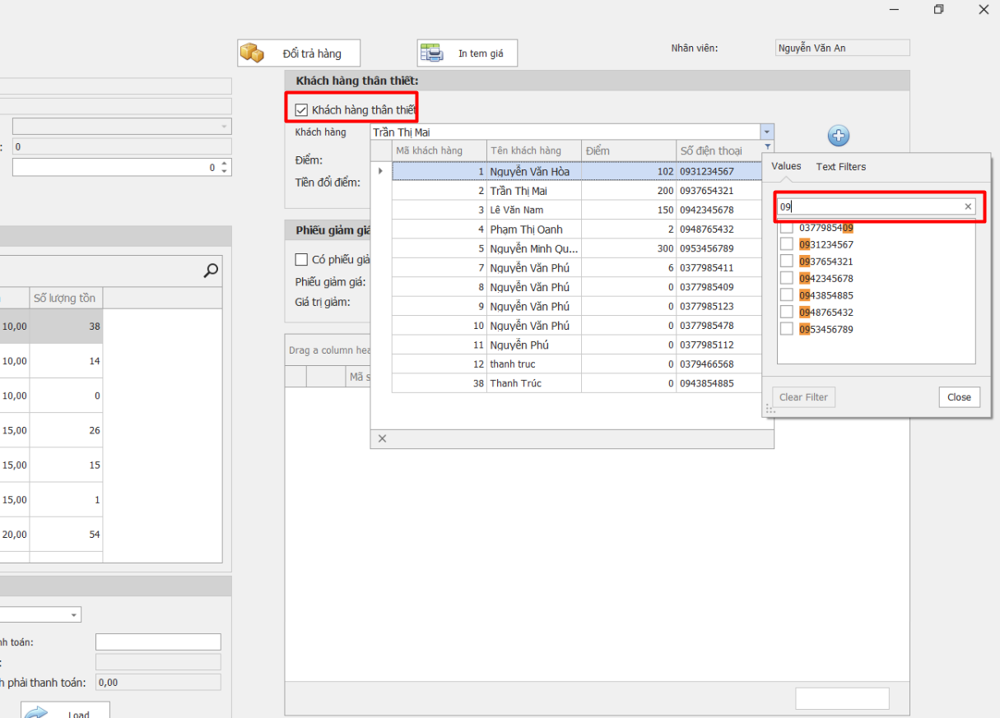 Đổi trả hàng
In tem giá
Nhân viên:
Nguyễn Văn An
Khách hàng thân thiết:
Khách hàng thân thiết
Khách hàng
Trần Thị Mai
Điểm:
Tiền đổi điểm:
Mã khách hàng Tên khách hàng Điểm Số điện thoại
1 Nguyễn Văn Hòa 102 0931234567
2 Trần Thị Mai 200 0937654321
3 Lê Văn Nam 150 0942345678
4 Phạm Thị Oanh 2 0948765432
5 Nguyễn Minh Qu... 300 0953456789
7 Nguyễn Văn Phú 6 0377985411
8 Nguyễn Văn Phú 0 0377985409
9 Nguyễn Văn Phú 0 0377985123
10 Nguyễn Văn Phú 0 0377985478
11 Nguyễn Phú 0 0377985112
12 thanh truc 0 0379466568
38 Thanh Trúc 0 0943854885
Values Text Filters
09
0377985409
0931234567
0937654321
0942345678
0943854885
0948765432
0953456789
Clear Filter
Close
Phiếu giảm giá
Có phiếu giả
Phiếu giảm giá:
Giá trị giảm:
Drag a column hea
Mã s
: 0
0
Số lượng tồn
10,00 38
10,00 14
10,00 0
15,00 26
15,00 15
15,00 1
20,00 54
nh toán:
:
h phải thanh toán: 0,00
Load